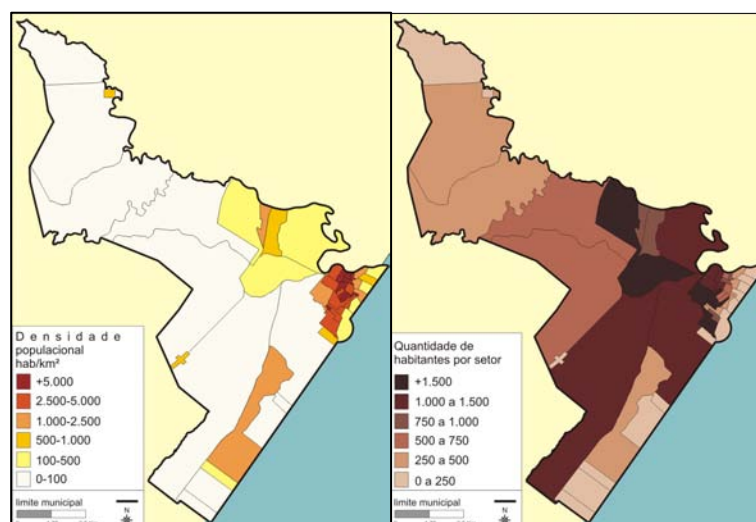 Densidade
populacional
hab/km²
+5.000
2.500-5.000
1.000-2.500
500-1.000
100-500
0-100
limite municipal
N
Quantidade de
habitantes por setor
+1.500
1.000 a 1.500
750 a 1.000
500 a 750
250 a 500
0 a 250
limite municipal
N